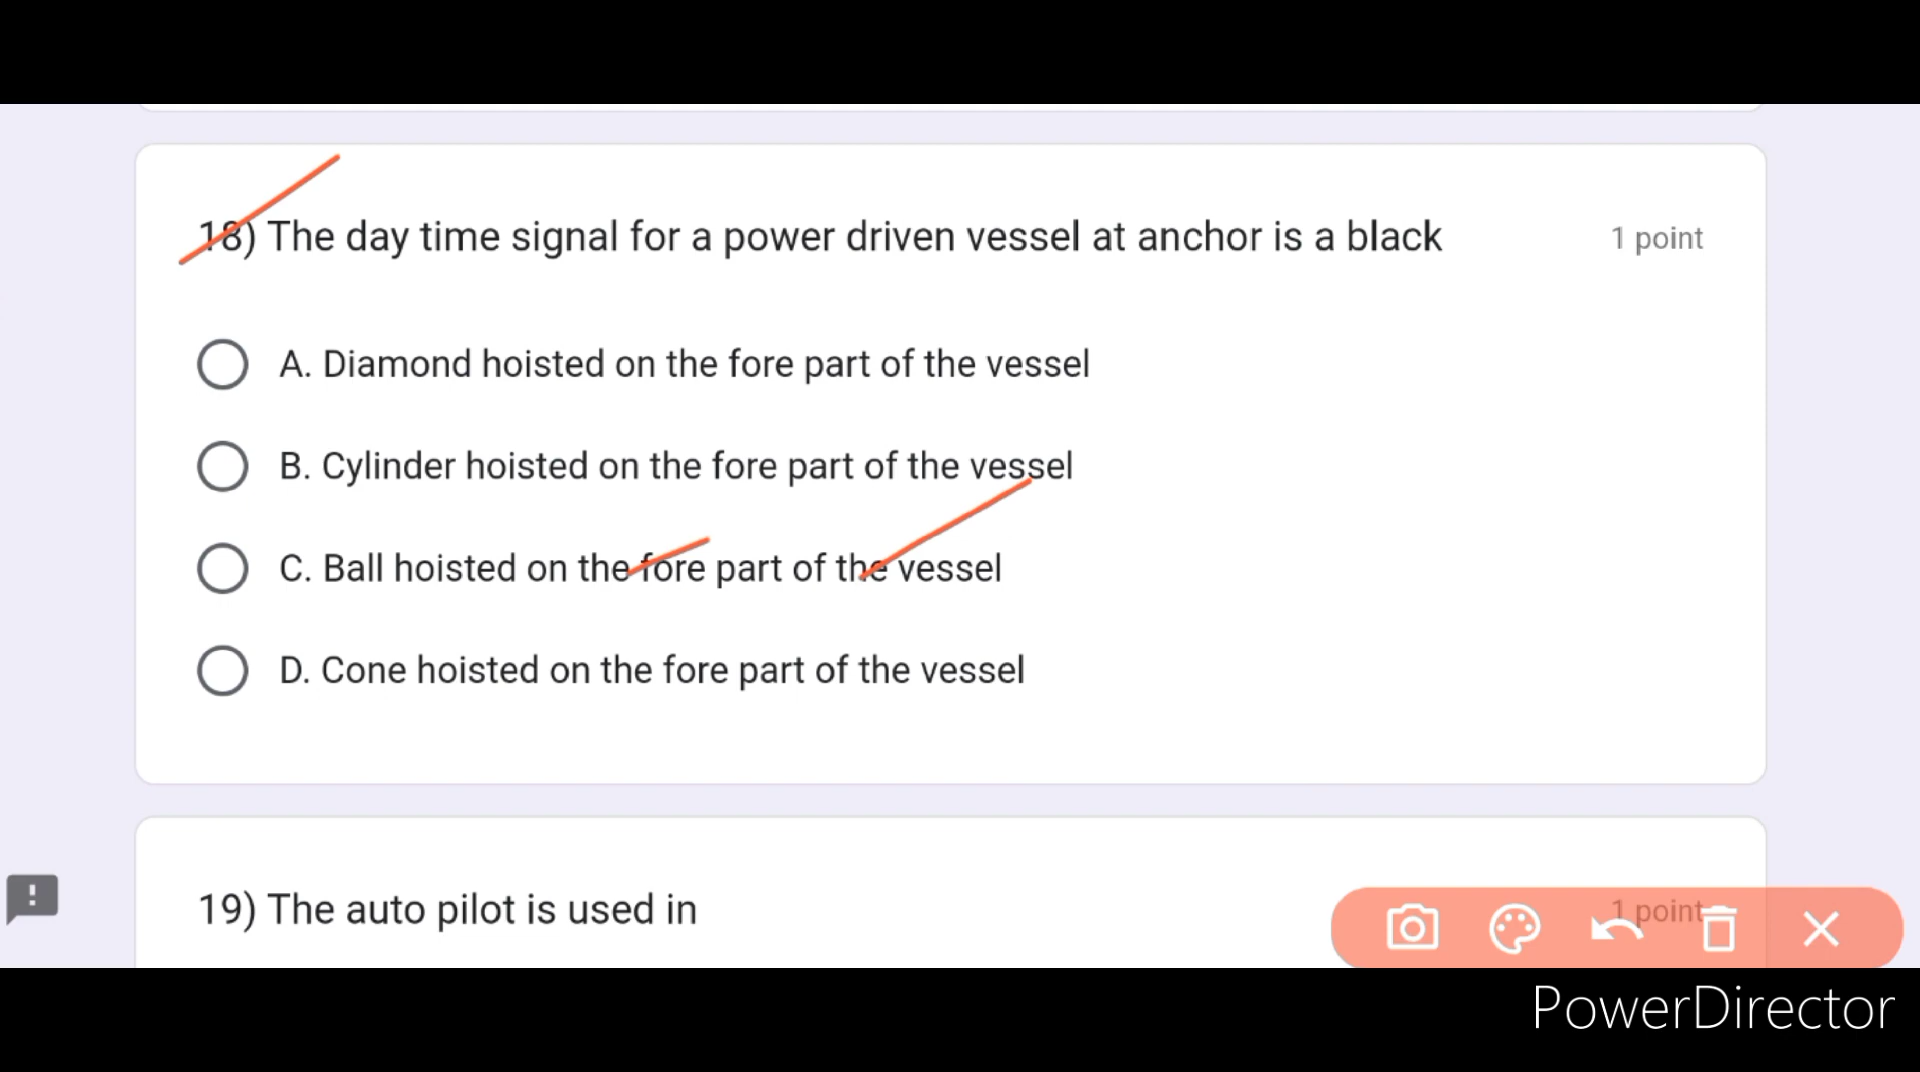 18) The day time signal for a power driven vessel at anchor is a black 1 point
A. Diamond hoisted on the fore part of the vessel
B. Cylinder hoisted on the fore part of the vessel
C. Ball hoisted on the fore part of the vessel
D. Cone hoisted on the fore part of the vessel
19) The auto pilot is used in 1 point
PowerDirector